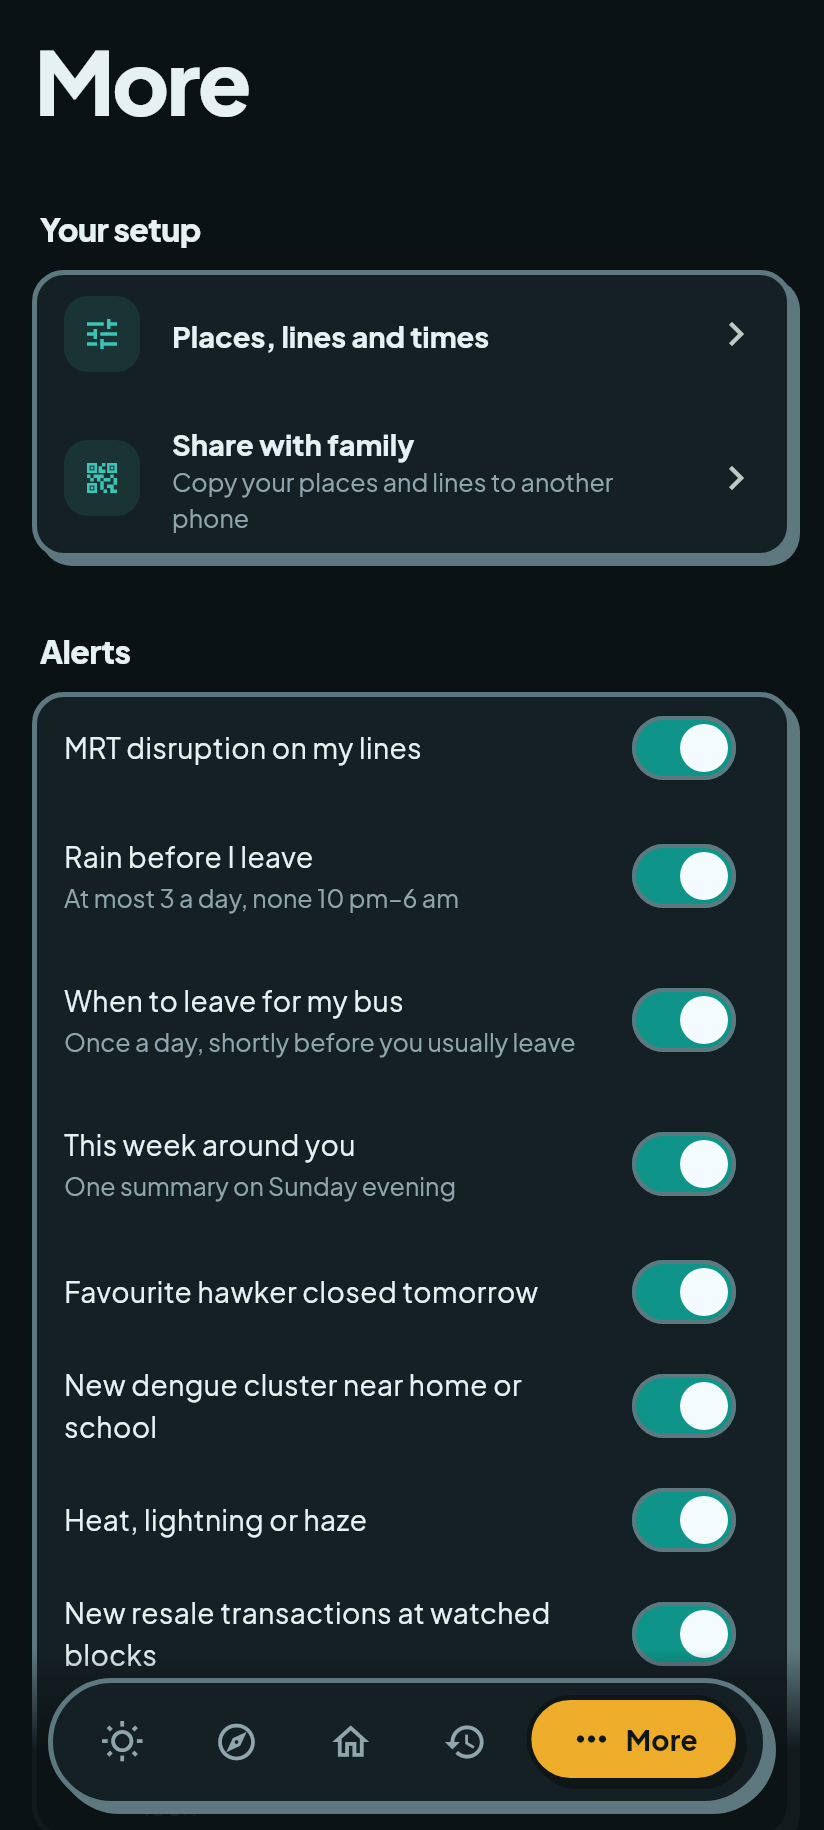 More
Your setup
Places, lines and times
Share with family
Copy your places and lines to another
phone
Alerts
MRT disruption on my lines
Rain before I leave
At most 3 a day, none 10 pm–6 am
When to leave for my bus
Once a day, shortly before you usually leave
This week around you
One summary on Sunday evening
Favourite hawker closed tomorrow
New dengue cluster near home or
school
Heat, lightning or haze
New resale transactions at watched
blocks
More